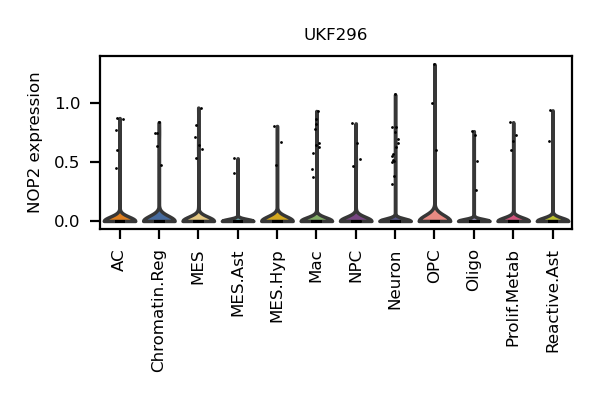 UKF296
NOP2 expression
1.0
0.5
0.0
AC
Chromatin.Reg
MES
MES.Ast
MES.Hyp
Mac
NPC
Neuron
OPC
Oligo
Prolif.Metab
Reactive.Ast